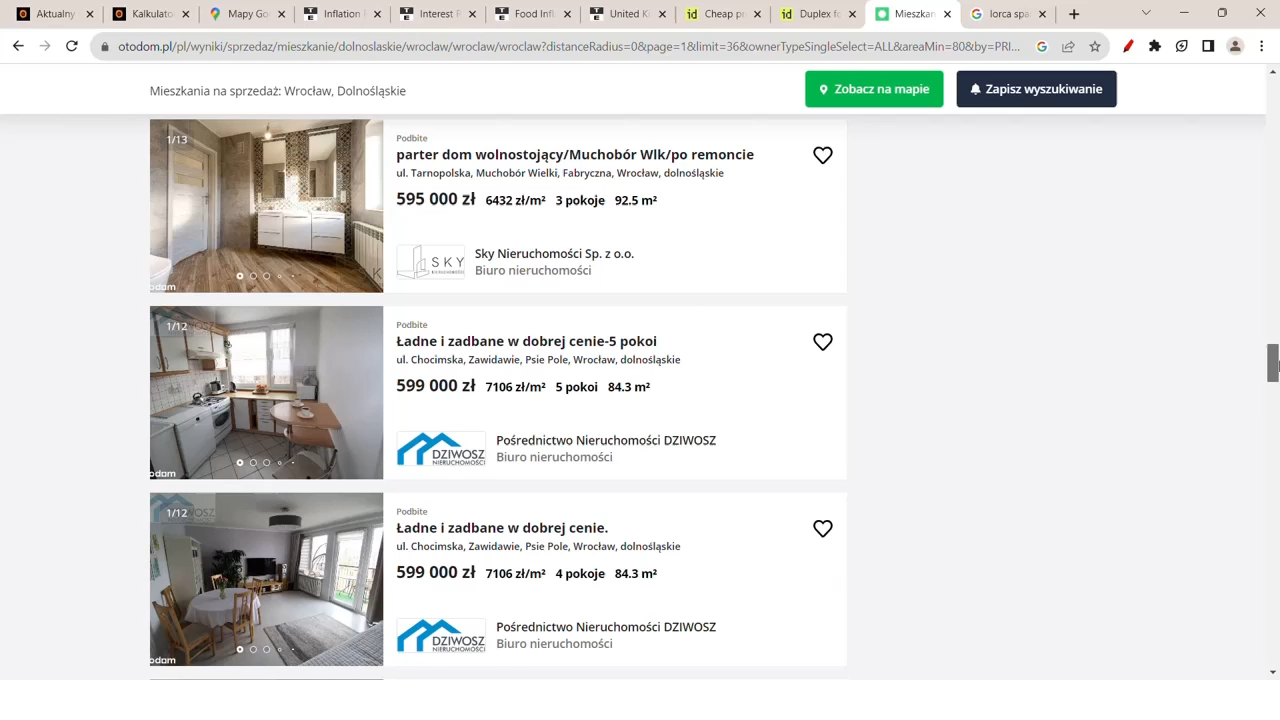 Aktualny
Kalkulato
Mapy Go
Inflation
Interest R
Food Infl
United K
Cheap pr
Duplex fo
Mieszkan
lorca spa
otodom.pl/pl/wyniki/sprzedaz/mieszkanie/dolnoslaskie/wroclaw/wroclaw/wroclaw?distanceRadius=0&page=1&limit=36&ownerTypeSingleSelect=ALL&areaMin=80&by=PRI...
Mieszkania na sprzedaż: Wrocław, Dolnośląskie
Zobacz na mapie
Zapisz wyszukiwanie
1/13
odam
Podbite
parter dom wolnostojący/Muchobór Wlk/po remoncie
ul. Tarnopolska, Muchobór Wielki, Fabryczna, Wrocław, dolnośląskie
595 000 zł 6432 zł/m² 3 pokoje 92.5 m²
SKY
Sky Nieruchomości Sp. z o.o.
Biuro nieruchomości
1/12
odam
Podbite
Ładne i zadbane w dobrej cenie-5 pokoi
ul. Chocimska, Zawidawie, Psie Pole, Wrocław, dolnośląskie
599 000 zł 7106 zł/m² 5 pokoi 84.3 m²
DZIWOSZ
NIERUCHOMOŚCI
Pośrednictwo Nieruchomości DZIWOSZ
Biuro nieruchomości
1/12
odam
Podbite
Ładne i zadbane w dobrej cenie.
ul. Chocimska, Zawidawie, Psie Pole, Wrocław, dolnośląskie
599 000 zł 7106 zł/m² 4 pokoje 84.3 m²
DZIWOSZ
NIERUCHOMOŚCI
Pośrednictwo Nieruchomości DZIWOSZ
Biuro nieruchomości